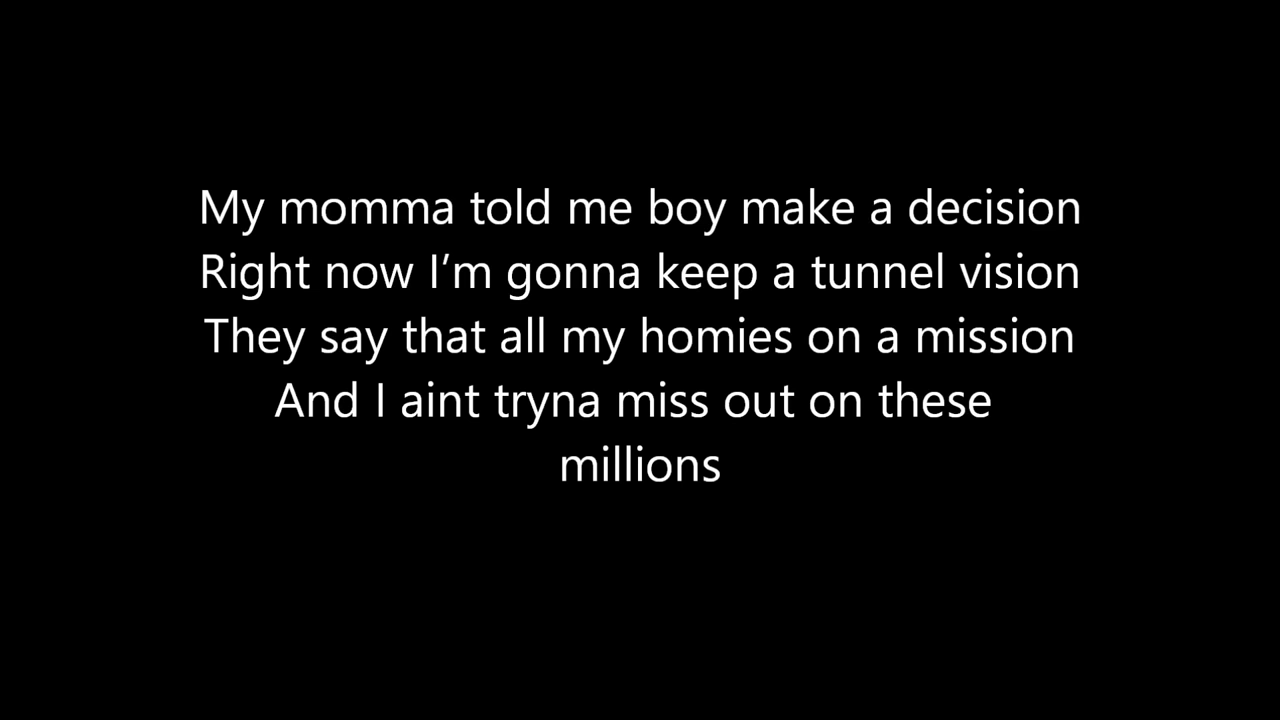 My momma told me boy make a decision
Right now I‘m gonna keep a tunnel vision
They say that all my homies on a mission
And I aint tryna miss out on these
millions